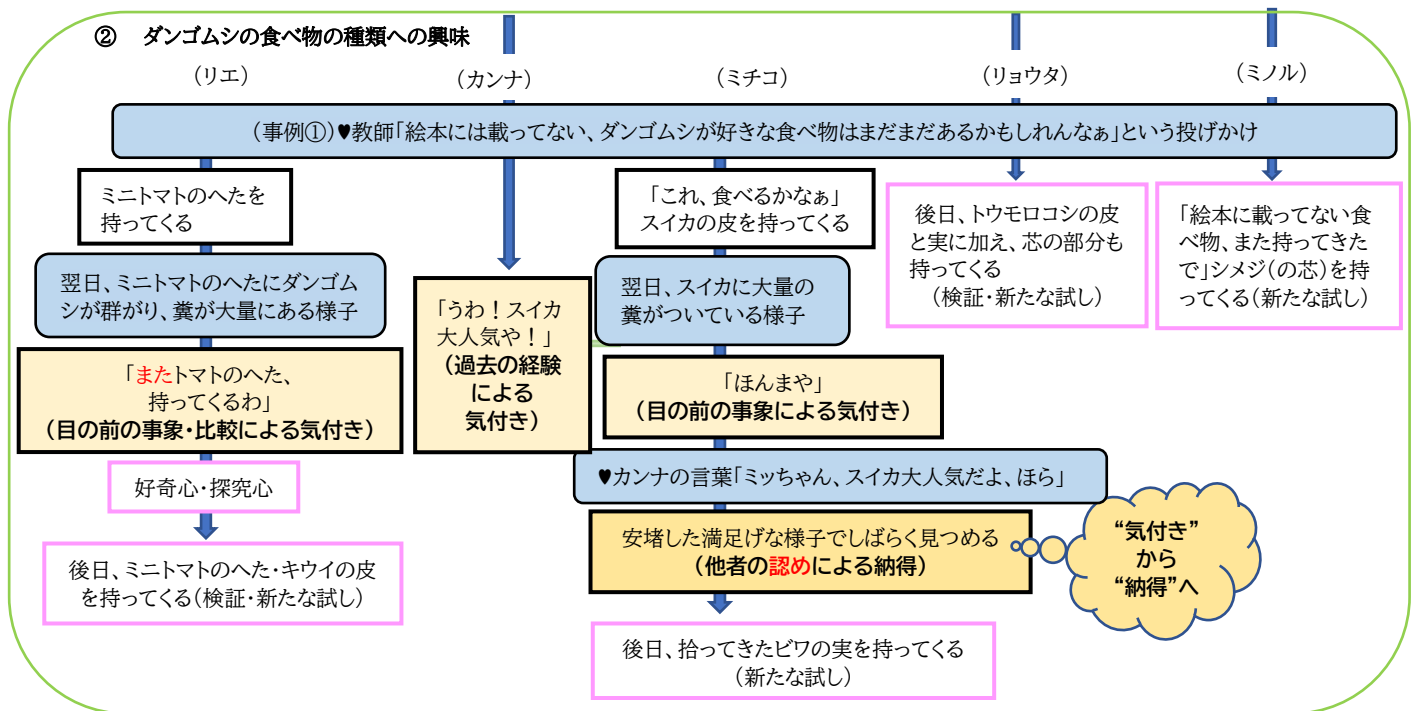 ② ダンゴムシの食べ物の種類への興味
（リエ）
（カンナ）
（ミチコ）
（リョウタ）
（ミノル）
（事例①）♥教師「絵本には載ってない、ダンゴムシが好きな食べ物はまだまだあるかもしれんなぁ」という投げかけ
ミニトマトのへたを
持ってくる
翌日、ミニトマトのへたにダンゴム
シが群がり、糞が大量にある様子
「またトマトのへた、
持ってくるわ」
（目の前の事象・比較による気付き）
好奇心・探究心
後日、ミニトマトのへた・キウイの皮
を持ってくる（検証・新たな試し）
「うわ！スイカ
大人気や！」
（過去の経験
による
気付き）
「これ、食べるかなぁ」
スイカの皮を持ってくる
翌日、スイカに大量の
糞がついている様子
「ほんまや」
（目の前の事象による気付き）
♥カンナの言葉「ミッちゃん、スイカ大人気だよ、ほら」
安堵した満足げな様子でしばらく見つめる
（他者の認めによる納得）
“気付き”
から
“納得”へ
後日、拾ってきたビワの実を持ってくる
（新たな試し）
後日、トウモロコシの皮
と実に加え、芯の部分も
持ってくる
（検証・新たな試し）
「絵本に載ってない食
べ物、また持ってきた
で」シメジ（の芯）を持
ってくる（新たな試し）